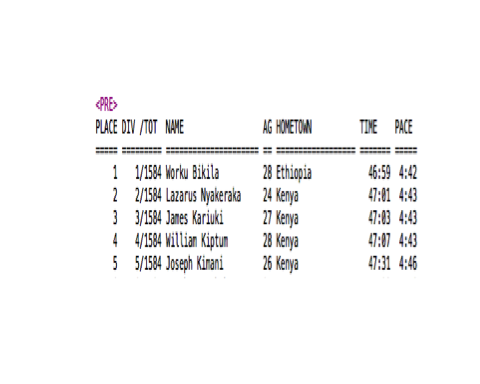 <PRE>
PLACE DIV /TOT  NAME                  AG HOMETOWN           TIME    PACE
===== ========= ===================== == ================== ======= =====
    1    1/1584 Worku Bikila          28 Ethiopia             46:59  4:42
    2    2/1584 Lazarus Nyakeraka     24 Kenya                47:01  4:43
    3    3/1584 James Kariuki         27 Kenya                47:03  4:43
    4    4/1584 William Kiptum        28 Kenya                47:07  4:43
    5    5/1584 Joseph Kimani         26 Kenya                47:31  4:46